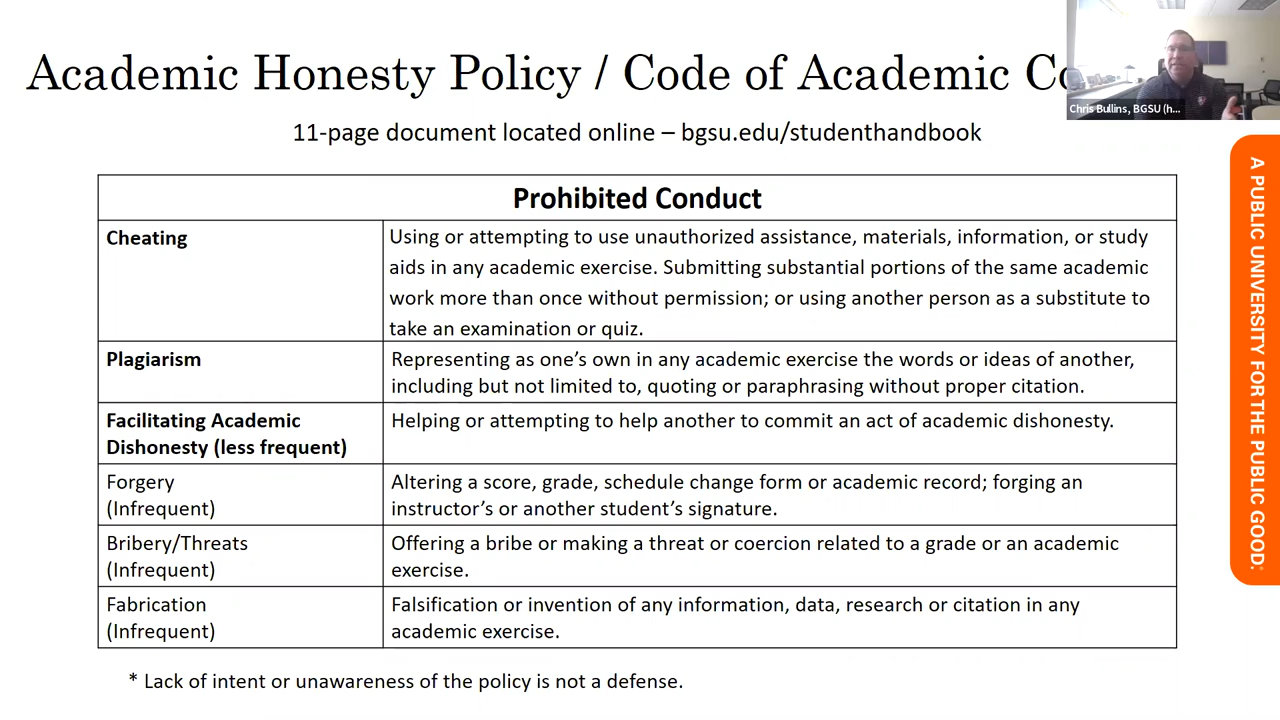 Academic Honesty Policy / Code of Academic Co
Chris Bullins, BGSU (h...
11-page document located online – bgsu.edu/studenthandbook
Prohibited Conduct
Cheating
Using or attempting to use unauthorized assistance, materials, information, or study
aids in any academic exercise. Submitting substantial portions of the same academic
work more than once without permission; or using another person as a substitute to
take an examination or quiz.
Plagiarism
Representing as one’s own in any academic exercise the words or ideas of another,
including but not limited to, quoting or paraphrasing without proper citation.
Facilitating Academic
Dishonesty (less frequent)
Helping or attempting to help another to commit an act of academic dishonesty.
Forgery
(Infrequent)
Altering a score, grade, schedule change form or academic record; forging an
instructor’s or another student’s signature.
Bribery/Threats
(Infrequent)
Offering a bribe or making a threat or coercion related to a grade or an academic
exercise.
Fabrication
(Infrequent)
Falsification or invention of any information, data, research or citation in any
academic exercise.
* Lack of intent or unawareness of the policy is not a defense.
A PUBLIC UNIVERSITY FOR THE PUBLIC GOOD.